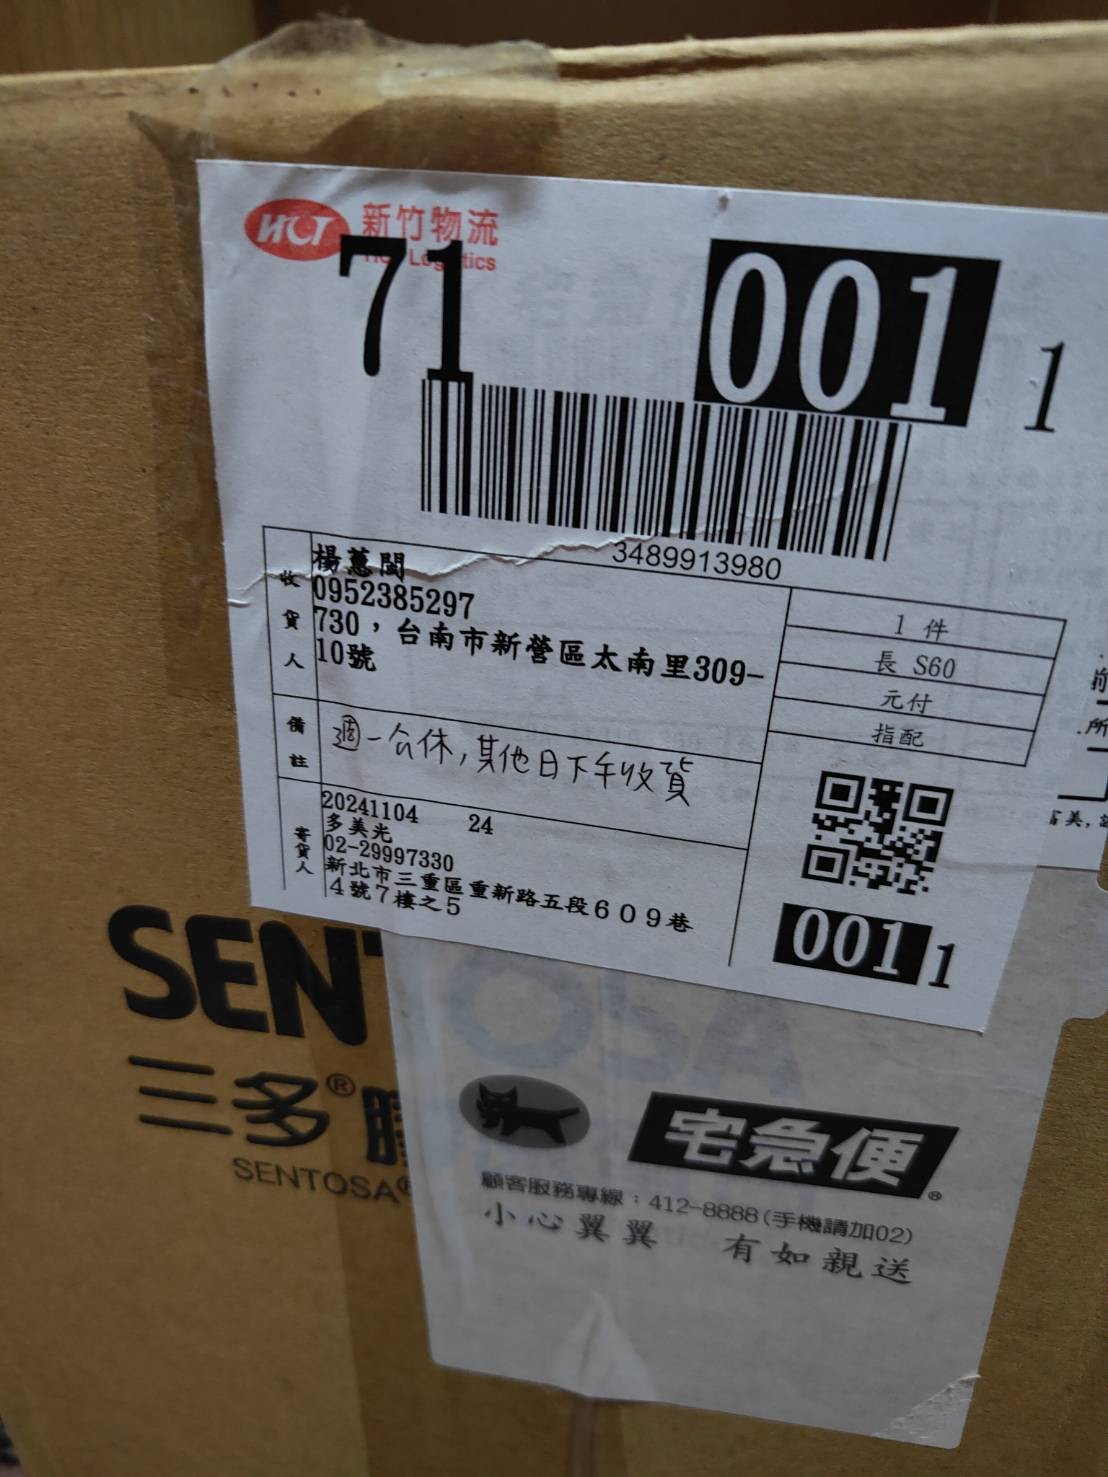 HCT 新竹物流
71 001 1
3489913980
收貨人
楊蕙閩
0952385297
730,台南市新營區太南里309-
10號
1 件
長 S60
元付
指配
備註
週一公休,其他日下午收貨
寄貨人
20241104 24
多美光
02-29997330
新北市三重區重新路五段609巷
4號7樓之5
001 1
SEN
三多®
SENTOSA®
宅急便®
顧客服務專線:412-8888(手機請加02)
小心翼翼 有如親送